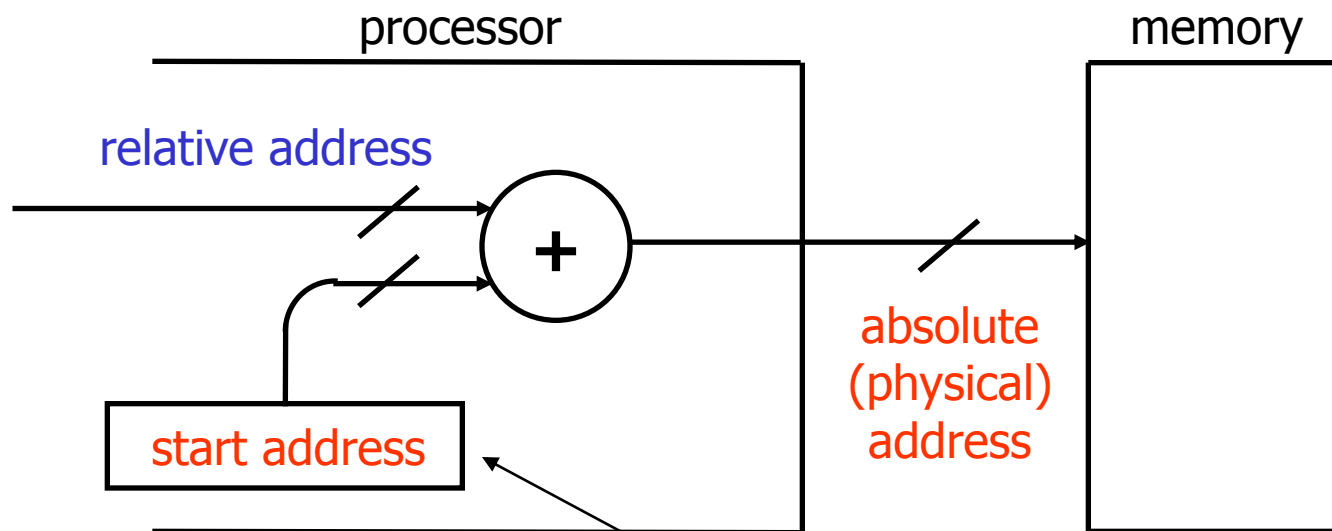 processor
memory
relative address
+
absolute
(physical)
address
start address